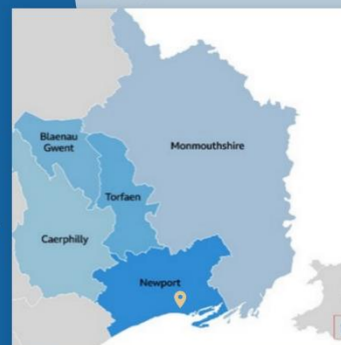 Blaenau
Gwent
Monmouthshire
Torfaen
Caerphilly
Newport